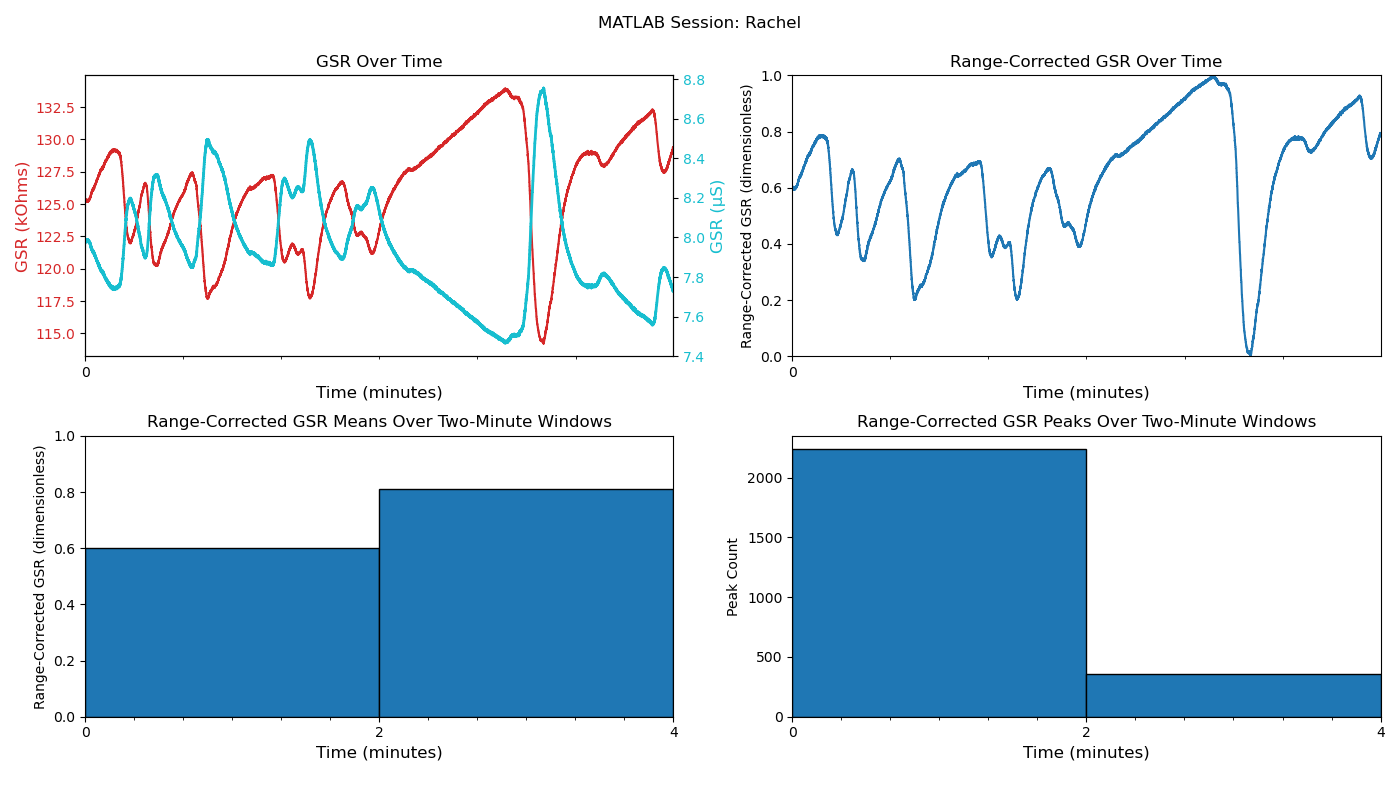 MATLAB Session: Rachel
GSR Over Time
GSR (kOhms)
132.5
130.0
127.5
125.0
122.5
120.0
117.5
115.0
8.8
8.6
8.4
8.2
8.0
7.8
7.6
7.4
GSR (µS)
0
Time (minutes)
Range-Corrected GSR Over Time
Range-Corrected GSR (dimensionless)
1.0
0.8
0.6
0.4
0.2
0.0
0
Time (minutes)
Range-Corrected GSR Means Over Two-Minute Windows
Range-Corrected GSR (dimensionless)
1.0
0.8
0.6
0.4
0.2
0.0
0 2 4
Time (minutes)
Range-Corrected GSR Peaks Over Two-Minute Windows
Peak Count
2000
1500
1000
500
0
0 2 4
Time (minutes)